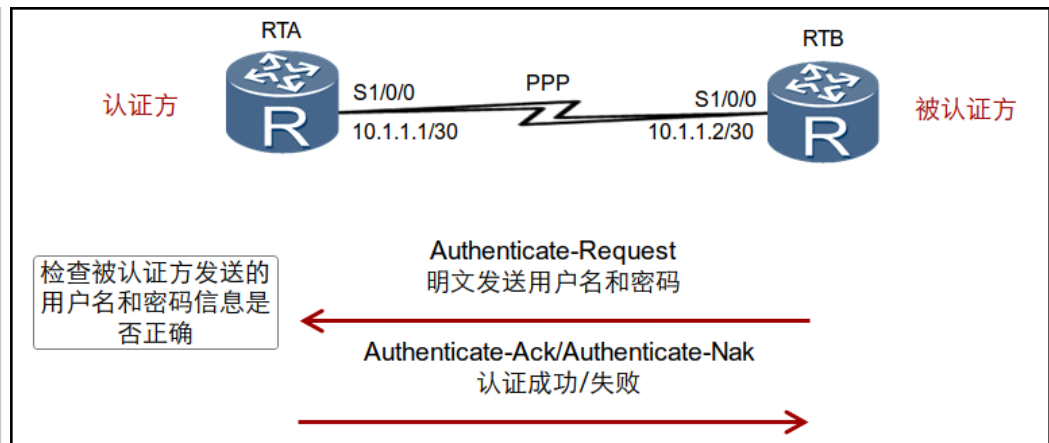 RTA
RTB
认证方
S1/0/0
PPP
S1/0/0
被认证方
R
10.1.1.1/30
10.1.1.2/30
R
检查被认证方发送的
用户名和密码信息是
否正确
Authenticate-Request
明文发送用户名和密码
Authenticate-Ack/Authenticate-Nak
认证成功/失败